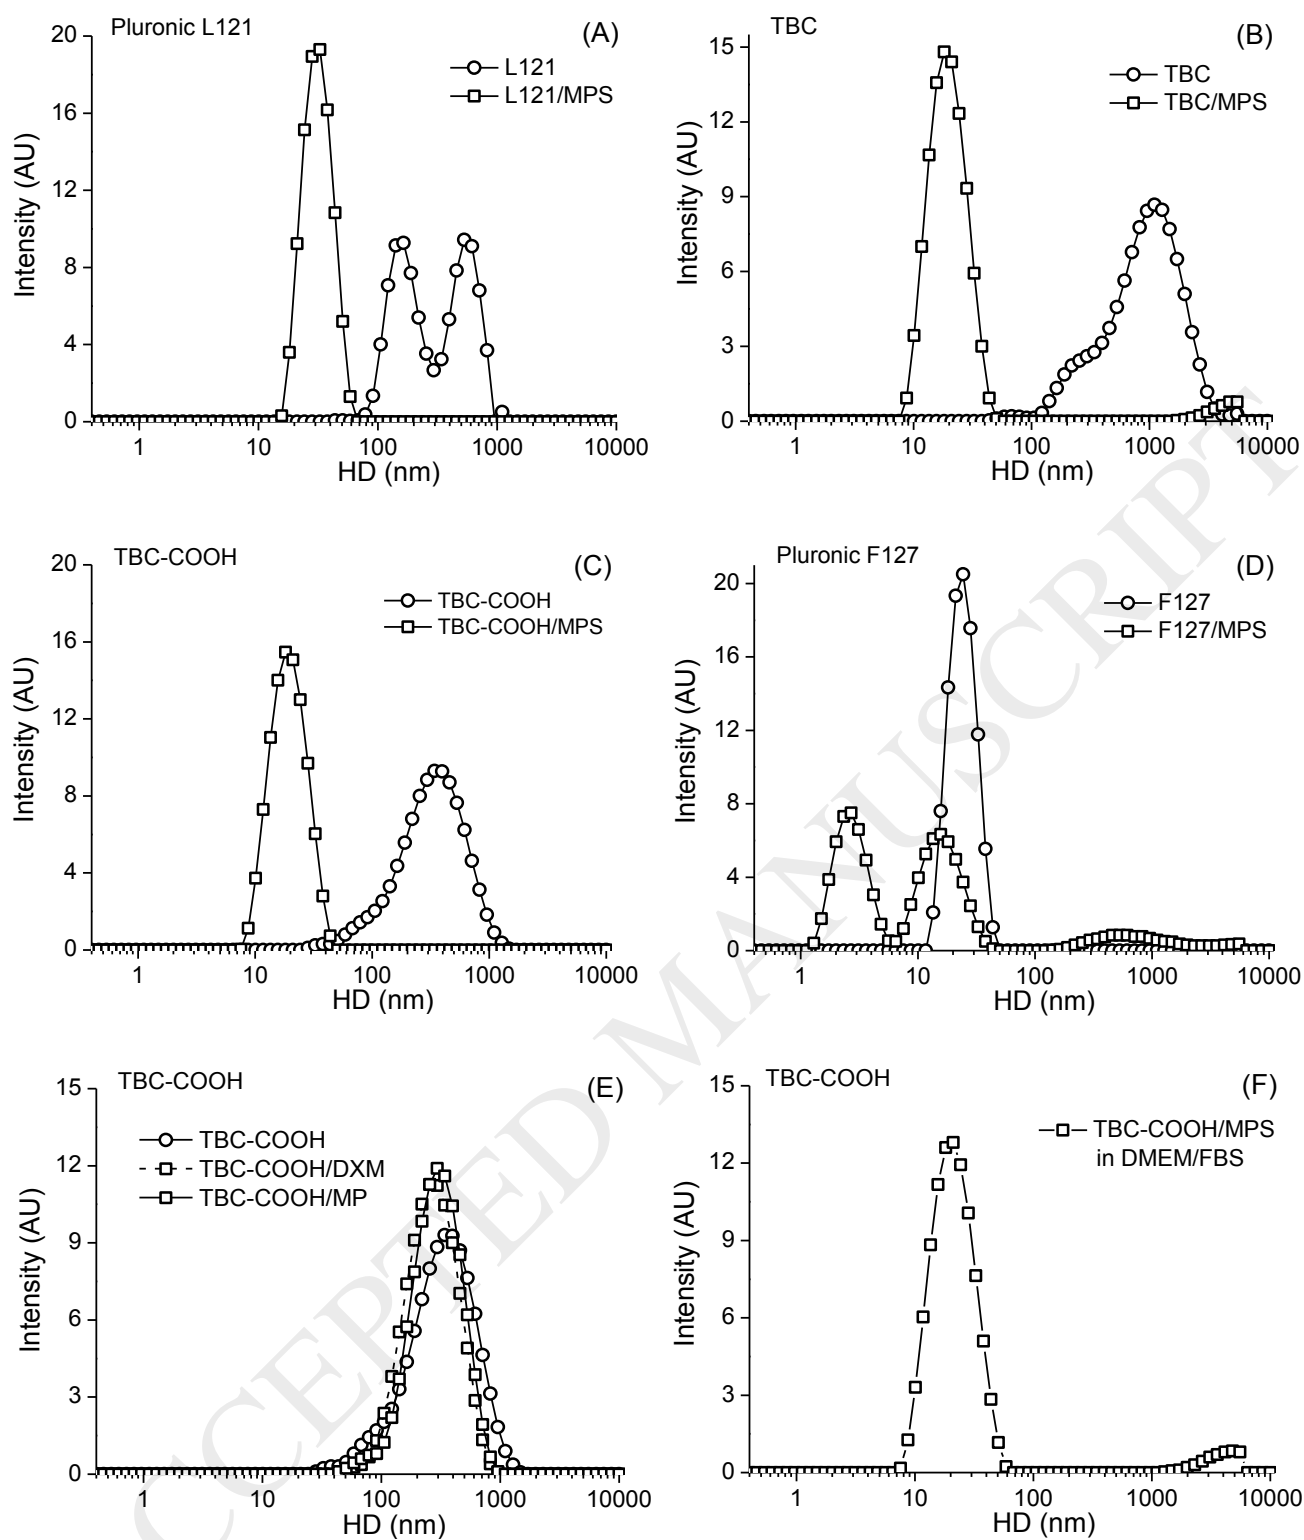 Pluronic L121
(A)
L121
L121/MPS
Intensity (AU)
20
16
12
8
4
0
1 10 100 1000 10000
HD (nm)
TBC
(B)
TBC
TBC/MPS
Intensity (AU)
15
12
9
6
3
0
1 10 100 1000 10000
HD (nm)
TBC-COOH
(C)
TBC-COOH
TBC-COOH/MPS
Intensity (AU)
20
16
12
8
4
0
1 10 100 1000 10000
HD (nm)
Pluronic F127
(D)
F127
F127/MPS
Intensity (AU)
20
16
12
8
4
0
1 10 100 1000 10000
HD (nm)
TBC-COOH
(E)
TBC-COOH
TBC-COOH/DXM
TBC-COOH/MP
Intensity (AU)
15
12
9
6
3
0
1 10 100 1000 10000
HD (nm)
TBC-COOH
(F)
TBC-COOH/MPS
in DMEM/FBS
Intensity (AU)
15
12
9
6
3
0
1 10 100 1000 10000
HD (nm)
CCEPTED MANUSCRIPT